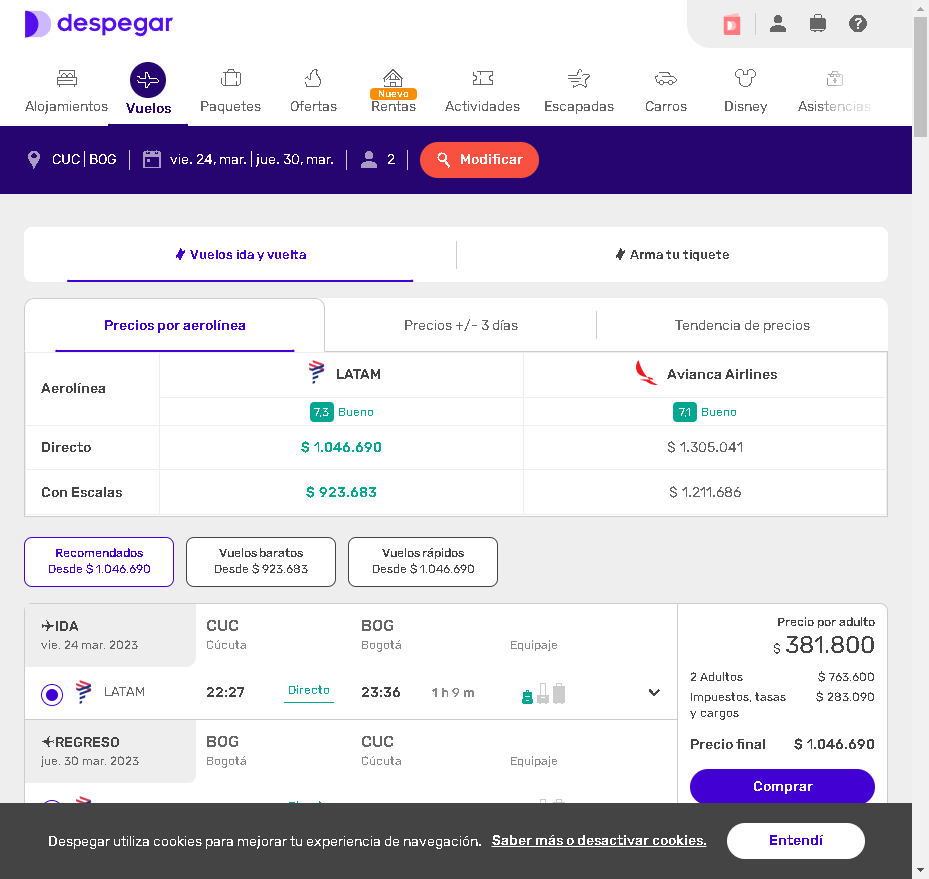 despegar
Alojamientos
Vuelos
Paquetes
Ofertas
Nuevo
Rentas
Actividades
Escapadas
Carros
Disney
Asistencias
CUC | BOG
vie. 24, mar. | jue. 30, mar.
2
Modificar
Vuelos ida y vuelta
Arma tu tiquete
Precios por aerolínea
Precios +/- 3 días
Tendencia de precios
Aerolínea
LATAM
Avianca Airlines
7,3 Bueno
7,1 Bueno
Directo
$ 1.046.690
$ 1.305.041
Con Escalas
$ 923.683
$ 1.211.686
Recomendados
Desde $ 1.046.690
Vuelos baratos
Desde $ 923.683
Vuelos rápidos
Desde $ 1.046.690
IDA
vie. 24 mar. 2023
CUC
Cúcuta
BOG
Bogotá
Equipaje
LATAM
22:27
Directo
23:36
1 h 9 m
REGRESO
jue. 30 mar. 2023
BOG
Bogotá
CUC
Cúcuta
Equipaje
Precio por adulto
$ 381.800
2 Adultos $ 763.600
Impuestos, tasas $ 283.090
y cargos
Precio final $ 1.046.690
Comprar
Despegar utiliza cookies para mejorar tu experiencia de navegación. Saber más o desactivar cookies.
Entendí